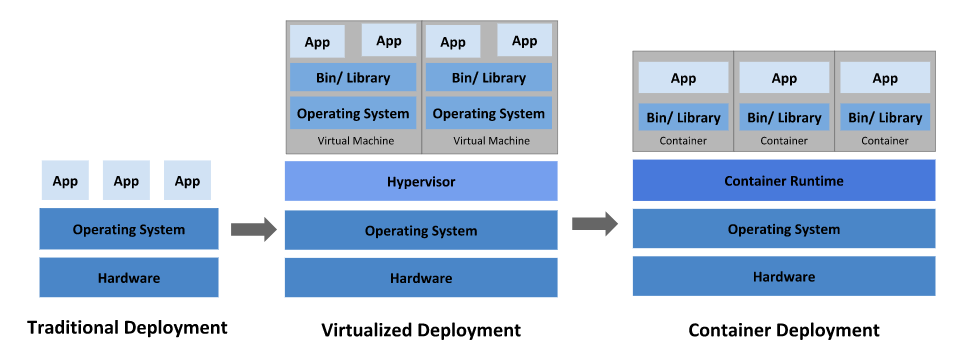 App
App
App
Operating System
Hardware
Traditional Deployment
App
App
Bin/ Library
Operating System
Virtual Machine
App
App
Bin/ Library
Operating System
Virtual Machine
Hypervisor
Operating System
Hardware
Virtualized Deployment
App
Bin/ Library
Container
App
Bin/ Library
Container
App
Bin/ Library
Container
Container Runtime
Operating System
Hardware
Container Deployment